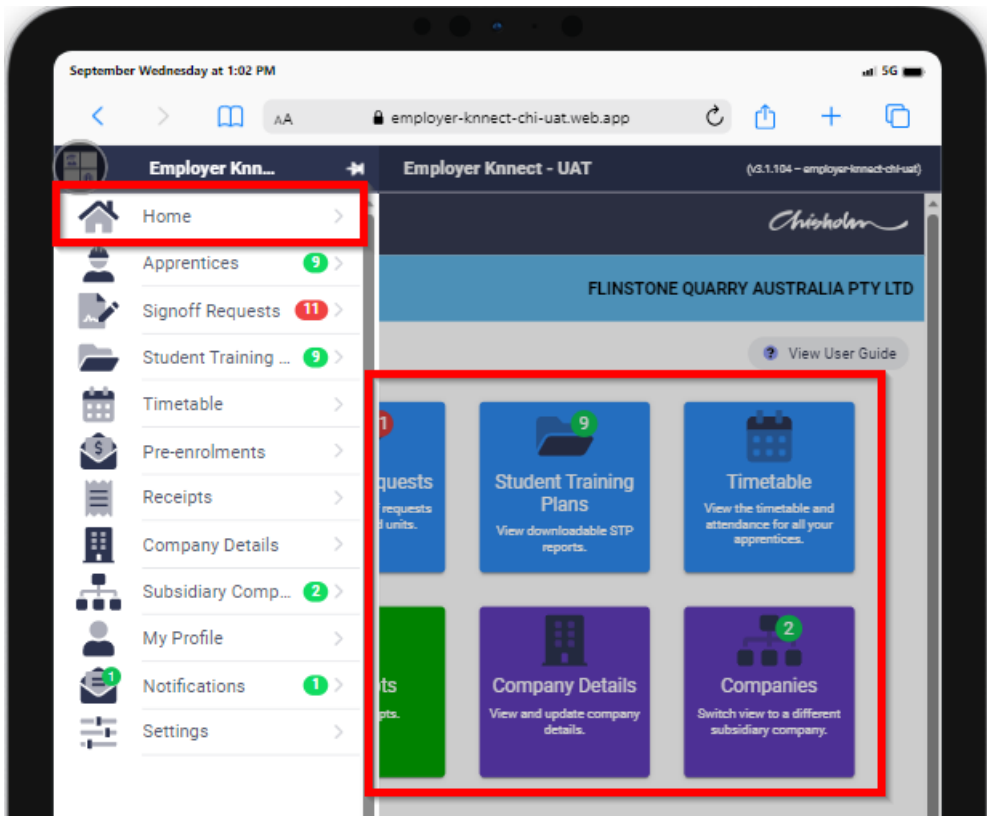 September Wednesday at 1:02 PM
5G
AA
employer-knnect-chi-uat.web.app
Employer Knn...
Employer Knnect - UAT
(v3.1.104 – employer-knnect-chi-uat)
Home
Chisholm
Apprentices 9
FLINSTONE QUARRY AUSTRALIA PTY LTD
Signoff Requests 11
Student Training ... 9
? View User Guide
Timetable
Pre-enrolments
Receipts
Company Details
Subsidiary Comp... 2
My Profile
1
Notifications 1
Settings
1
quests
requests
d units.
9
Student Training
Plans
View downloadable STP
reports.
Timetable
View the timetable and
attendance for all your
apprentices.
ts
pts.
Company Details
View and update company
details.
2
Companies
Switch view to a different
subsidiary company.